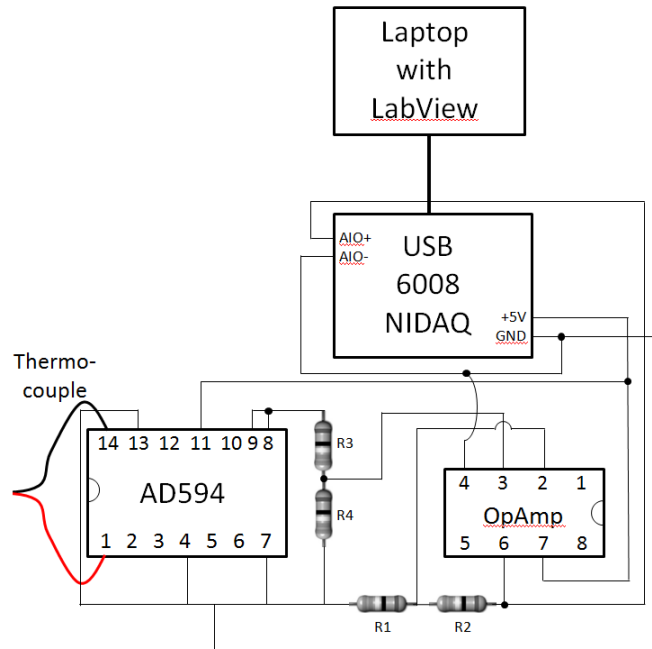 Laptop
with
LabView
AIO+
AIO-
USB
6008
NIDAQ
+5V
GND
Thermo-
couple
14 13 12 11 10 9 8
AD594
1 2 3 4 5 6 7
R3
R4
4 3 2 1
OpAmp
5 6 7 8
R1
R2